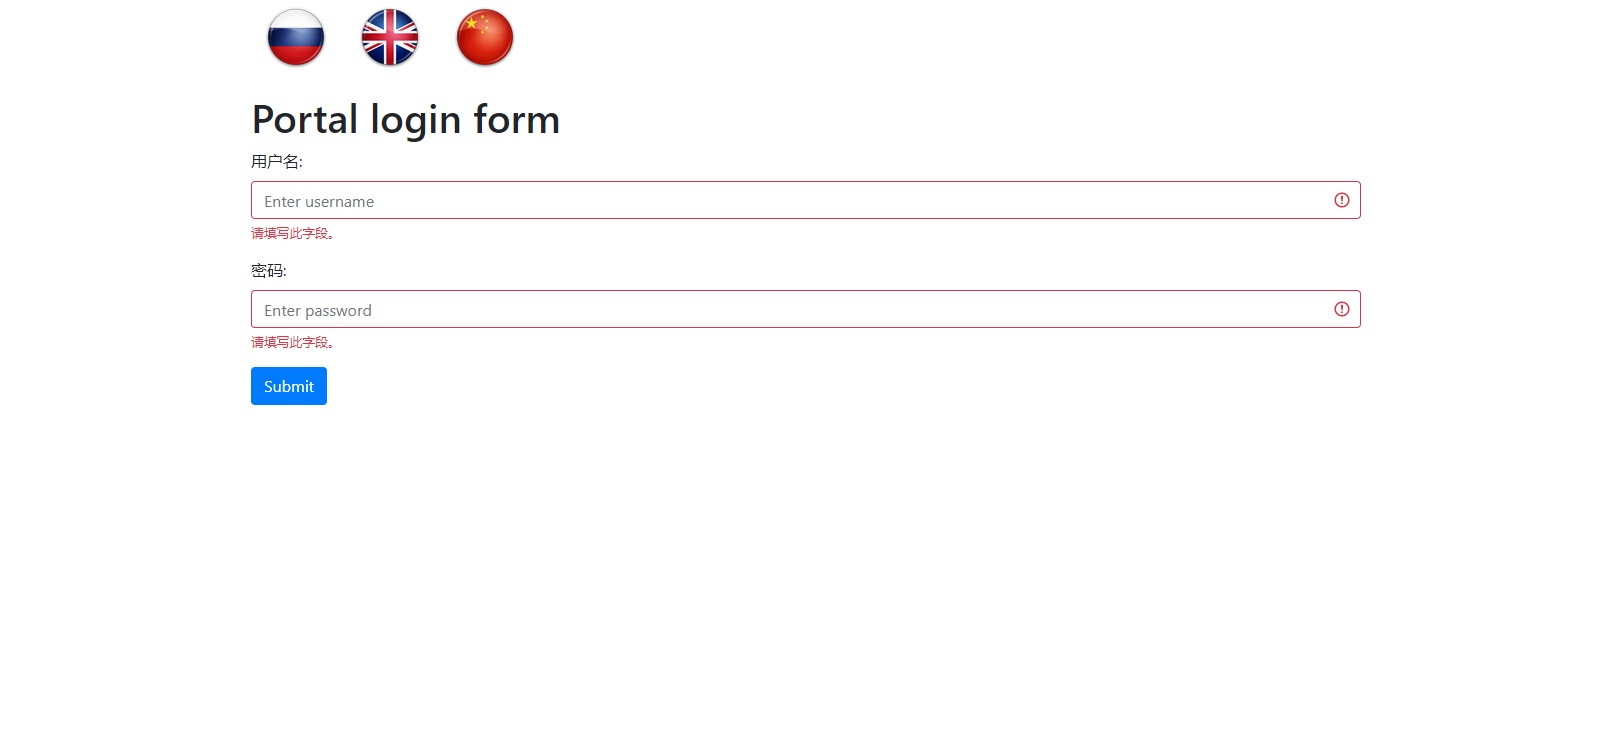 Portal login form
用户名:
Enter username
请填写此字段。
密码:
Enter password
请填写此字段。
Submit